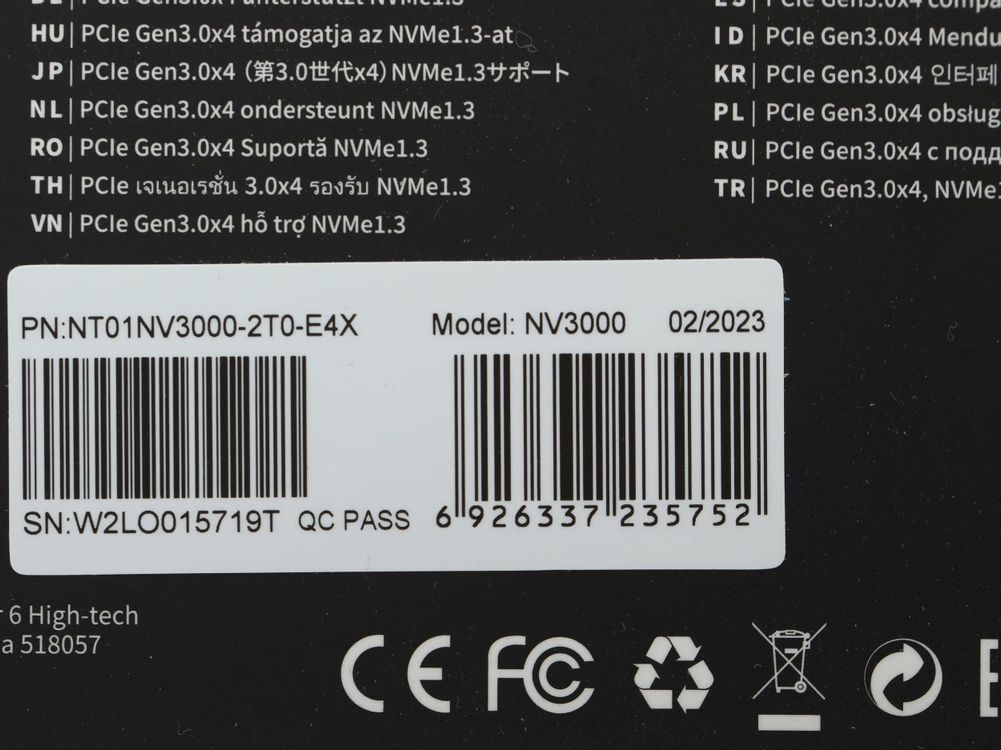 HU | PCIe Gen3.0x4 támogatja az NVMe1.3-at
JP | PCIe Gen3.0x4（第3.0世代x4）NVMe1.3サポート
NL | PCIe Gen3.0x4 ondersteunt NVMe1.3
RO | PCIe Gen3.0x4 Suportă NVMe1.3
TH | PCIe เจเนอเรชั่น 3.0x4 รองรับ NVMe1.3
VN | PCIe Gen3.0x4 hỗ trợ NVMe1.3
ID | PCIe Gen3.0x4 Mendu
KR | PCIe Gen3.0x4 인터페
PL | PCIe Gen3.0x4 obsług
RU | PCIe Gen3.0x4 с подд
TR | PCIe Gen3.0x4, NVMe
PN:NT01NV3000-2T0-E4X
SN:W2LO015719T QC PASS
Model: NV3000 02/2023
6 926337 235752
6 High-tech
a 518057
CE FC